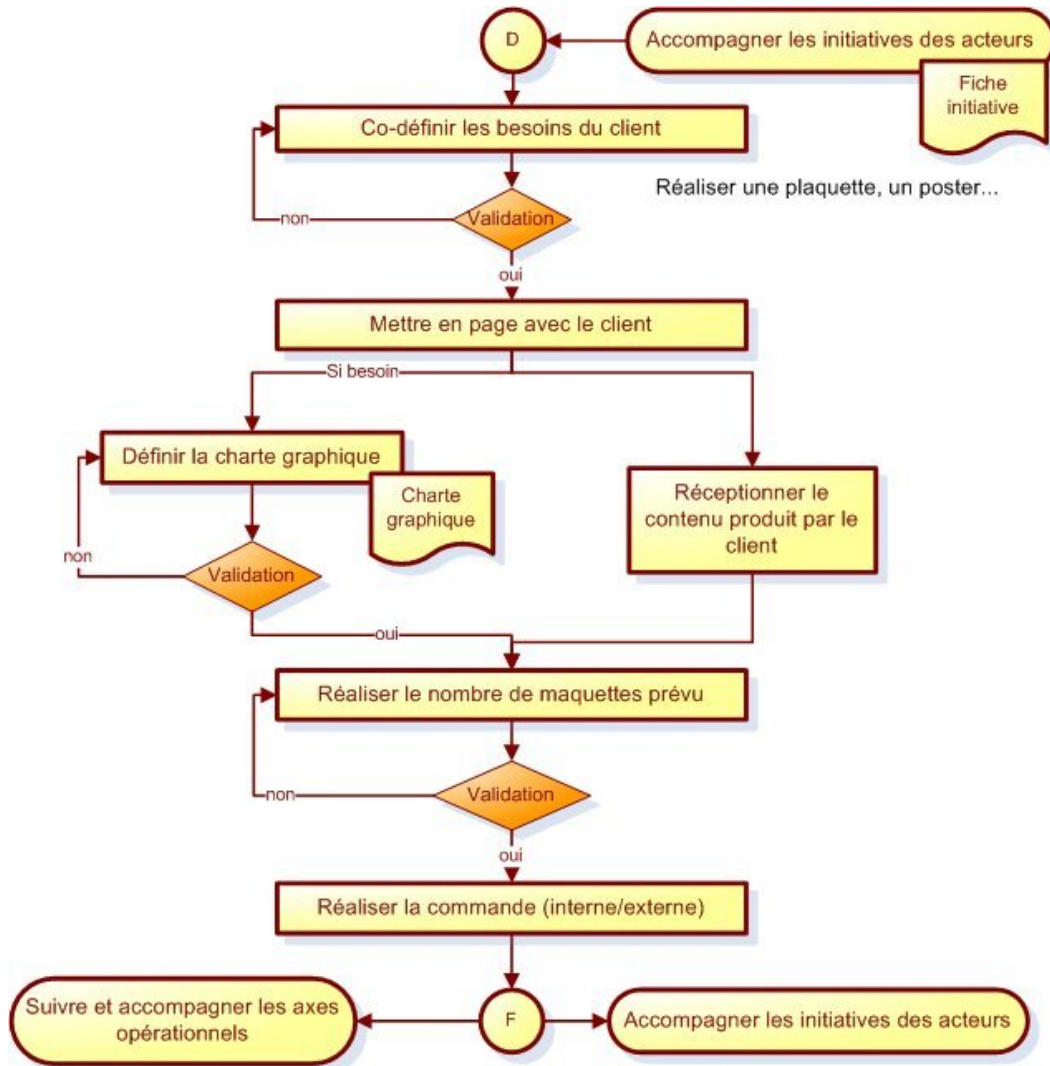 D
Accompagner les initiatives des acteurs
Fiche
initiative
Co-définir les besoins du client
Réaliser une plaquette, un poster...
non
Validation
oui
Mettre en page avec le client
Si besoin
Définir la charte graphique
Charte
graphique
Réceptionner le
contenu produit par le
client
non
Validation
oui
Réaliser le nombre de maquettes prévu
non
Validation
oui
Réaliser la commande (interne/externe)
Suivre et accompagner les axes
opérationnels
F
Accompagner les initiatives des acteurs